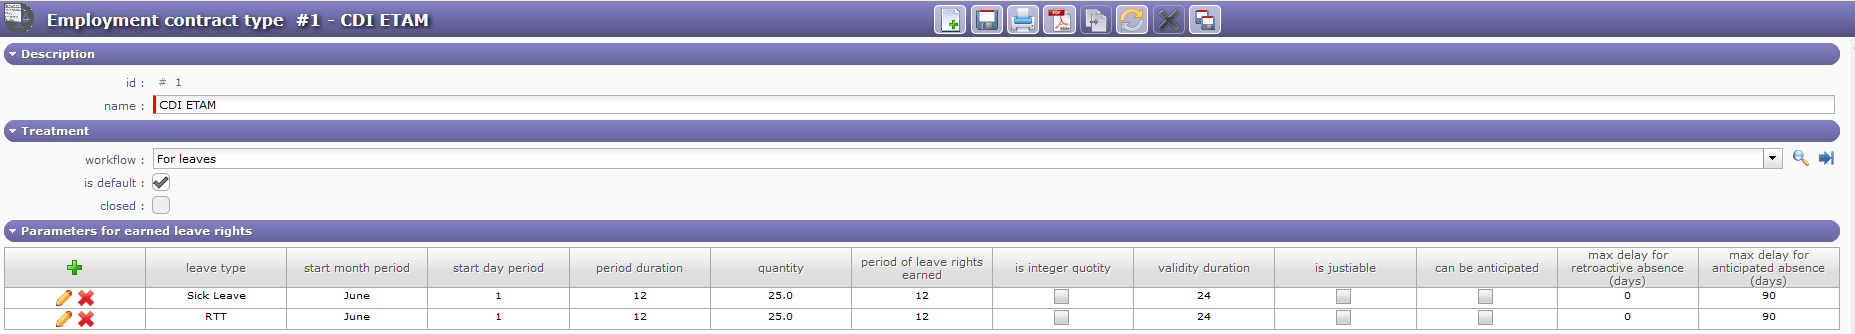 Employment contract type #1 - CDI ETAM
Description
id : # 1
name : CDI ETAM
Treatment
workflow : For leaves
is default :
closed :
Parameters for earned leave rights
leave type start month period start day period period duration quantity period of leave rights earned is integer quotity validity duration is justiable can be anticipated max delay for retroactive absence (days) max delay for anticipated absence (days)
Sick Leave June 1 12 25.0 12 24 0 90
RTT June 1 12 25.0 12 24 0 90